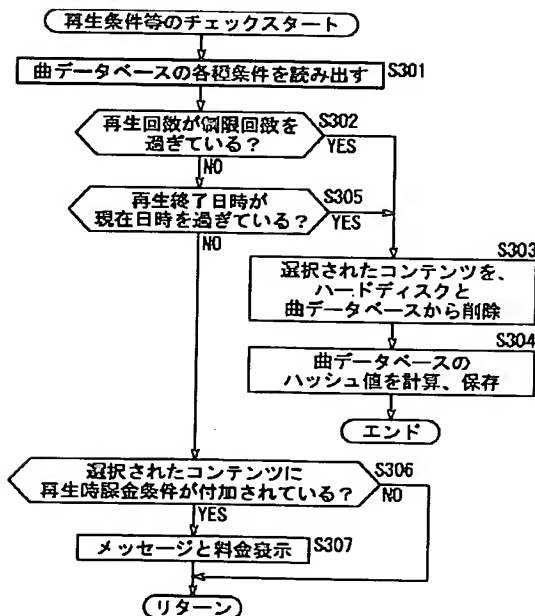 再生条件等のチェックスタート
曲データベースの各種条件を読み出す
S301
再生回数が制限回数を
過ぎている？
S302
YES
NO
再生終了日時が
現在日時を過ぎている？
S305
YES
NO
S303
選択されたコンテンツを、
ハードディスクと
曲データベースから削除
S304
曲データベースの
ハッシュ値を計算、保存
エンド
選択されたコンテンツに
再生時課金条件が付加されている？
S306
NO
YES
メッセージと料金表示
S307
リターン